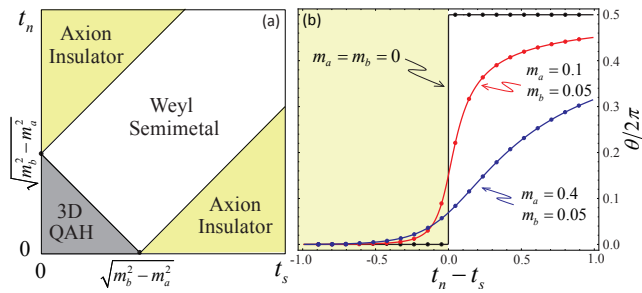 (a)
t_n
Axion
Insulator
Weyl
Semimetal
√(m_b^2 − m_a^2)
3D
QAH
Axion
Insulator
0
0
√(m_b^2 − m_a^2)
t_s
(b)
m_a = m_b = 0
m_a = 0.1
m_b = 0.05
m_a = 0.4
m_b = 0.05
0.5
0.4
0.3
0.2
0.1
0.0
θ/2π
-1.0 -0.5 0.0 0.5 1.0
t_n − t_s